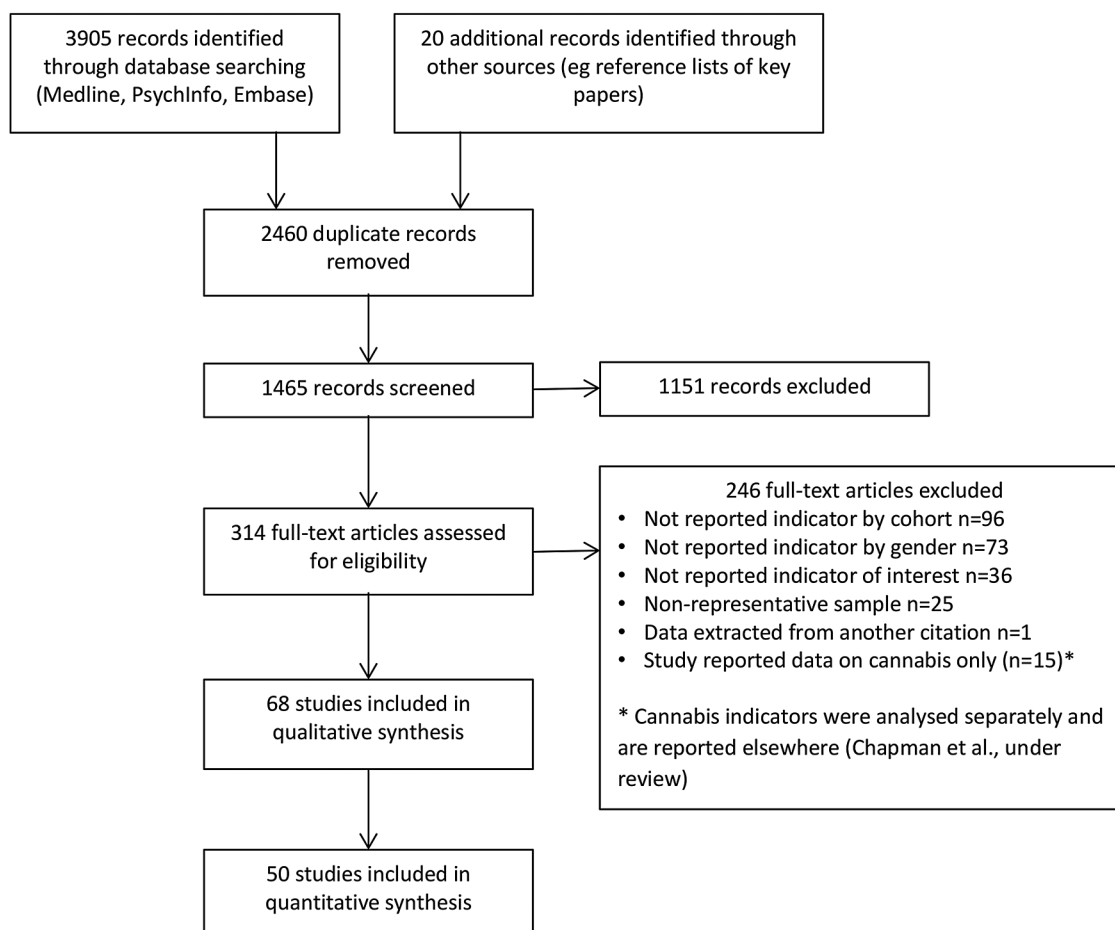 3905 records identified
through database searching
(Medline, PsychInfo, Embase)
20 additional records identified through
other sources (eg reference lists of key
papers)
2460 duplicate records
removed
1465 records screened
1151 records excluded
314 full-text articles assessed
for eligibility
246 full-text articles excluded
• Not reported indicator by cohort n=96
• Not reported indicator by gender n=73
• Not reported indicator of interest n=36
• Non-representative sample n=25
• Data extracted from another citation n=1
• Study reported data on cannabis only (n=15)*
* Cannabis indicators were analysed separately and
are reported elsewhere (Chapman et al., under
review)
68 studies included in
qualitative synthesis
50 studies included in
quantitative synthesis